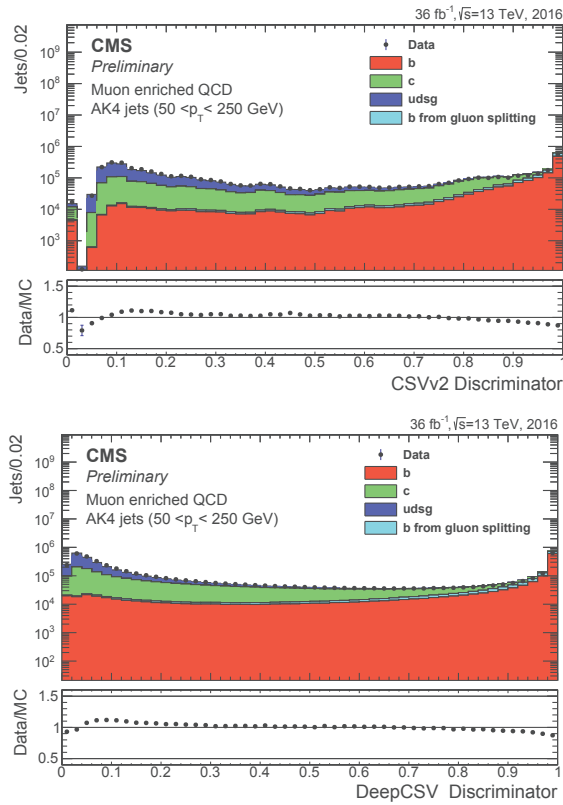 36 fb⁻¹,√s=13 TeV, 2016
Jets/0.02
CMS
Preliminary
Muon enriched QCD
AK4 jets (50 <p_T< 250 GeV)
Data
b
c
udsg
b from gluon splitting
10⁹
10⁸
10⁷
10⁶
10⁵
10⁴
10³
Data/MC
1.5
1
0.5
0 0.1 0.2 0.3 0.4 0.5 0.6 0.7 0.8 0.9 1
CSVv2 Discriminator
36 fb⁻¹,√s=13 TeV, 2016
Jets/0.02
CMS
Preliminary
Muon enriched QCD
AK4 jets (50 <p_T< 250 GeV)
Data
b
c
udsg
b from gluon splitting
10⁹
10⁸
10⁷
10⁶
10⁵
10⁴
10³
10²
Data/MC
1.5
1
0.5
0 0.1 0.2 0.3 0.4 0.5 0.6 0.7 0.8 0.9 1
DeepCSV Discriminator